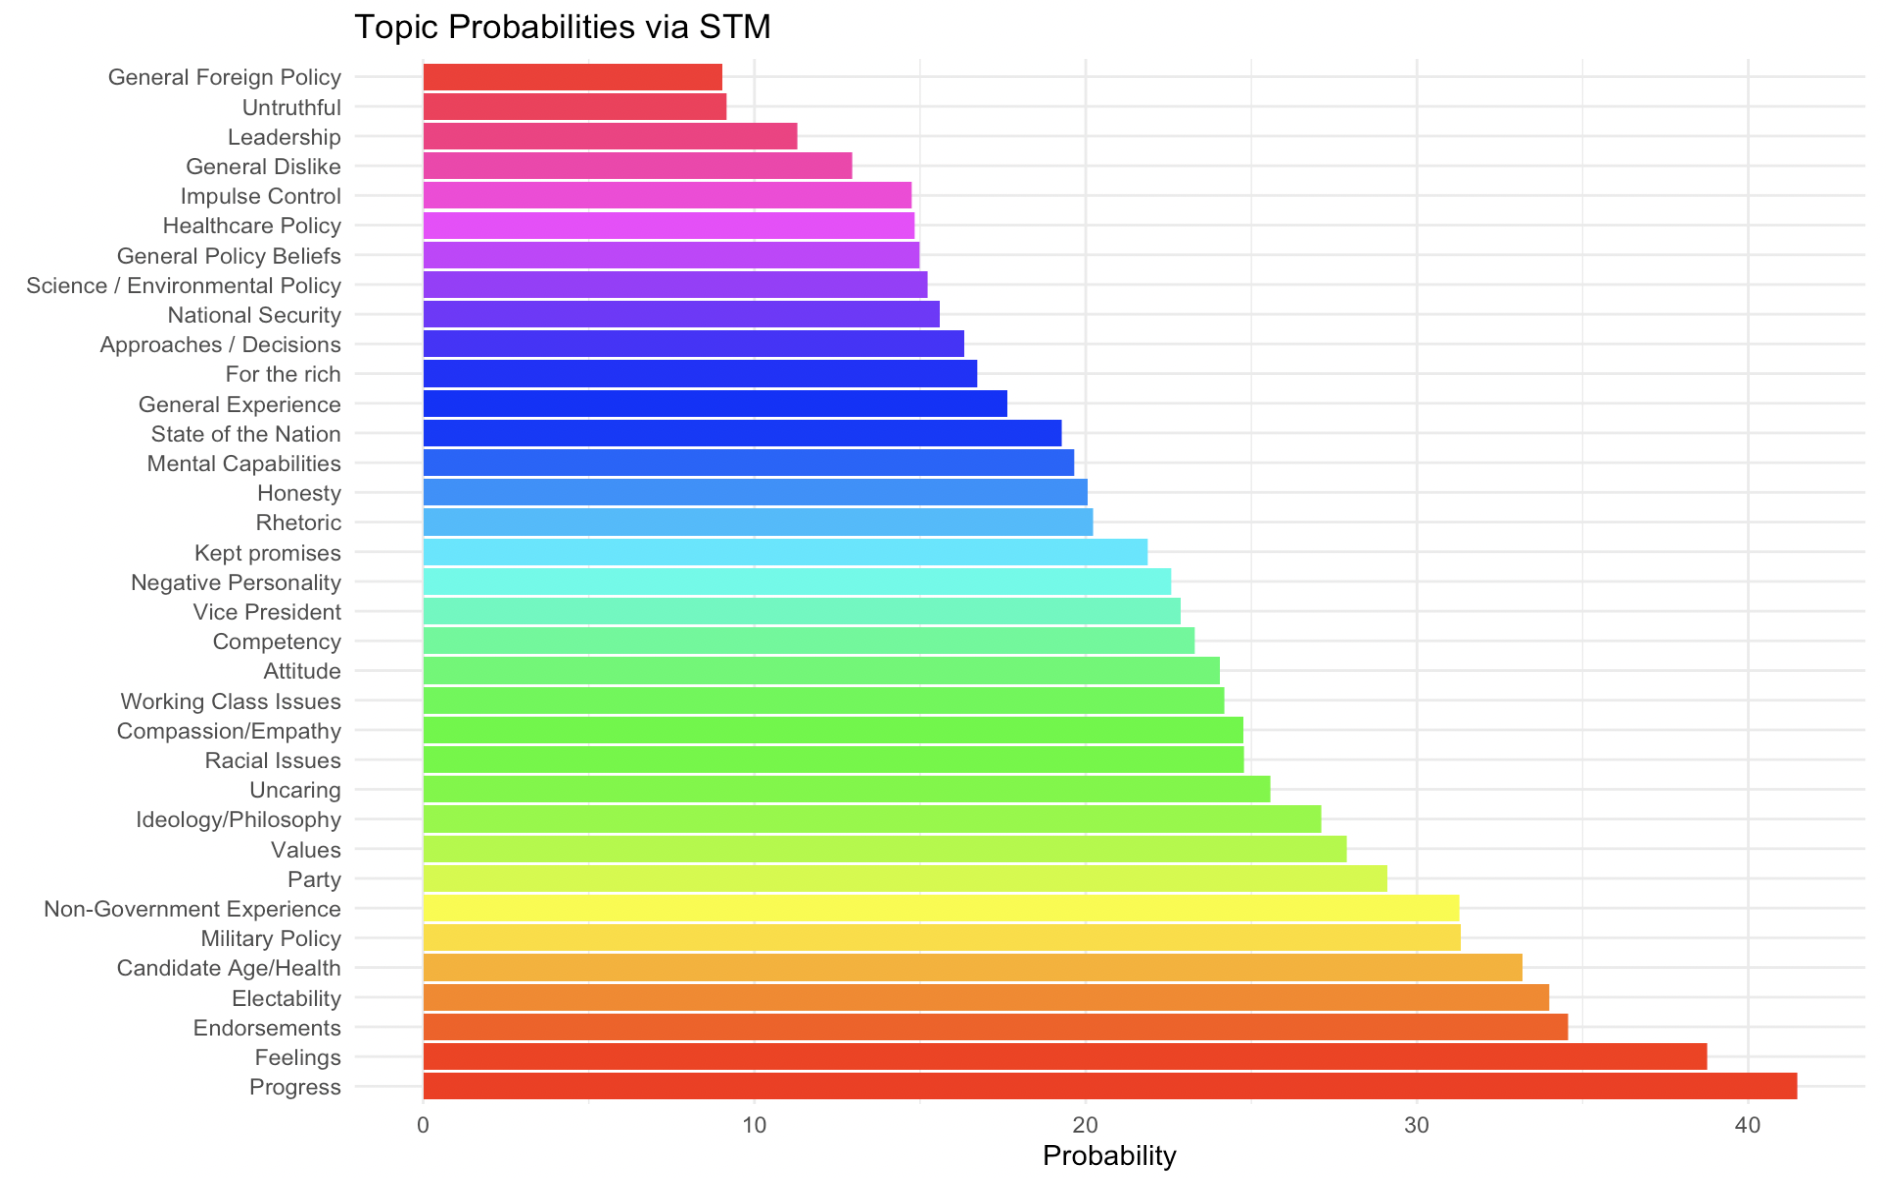 Topic Probabilities via STM
General Foreign Policy
Untruthful
Leadership
General Dislike
Impulse Control
Healthcare Policy
General Policy Beliefs
Science / Environmental Policy
National Security
Approaches / Decisions
For the rich
General Experience
State of the Nation
Mental Capabilities
Honesty
Rhetoric
Kept promises
Negative Personality
Vice President
Competency
Attitude
Working Class Issues
Compassion/Empathy
Racial Issues
Uncaring
Ideology/Philosophy
Values
Party
Non-Government Experience
Military Policy
Candidate Age/Health
Electability
Endorsements
Feelings
Progress
0 10 20 30 40
Probability